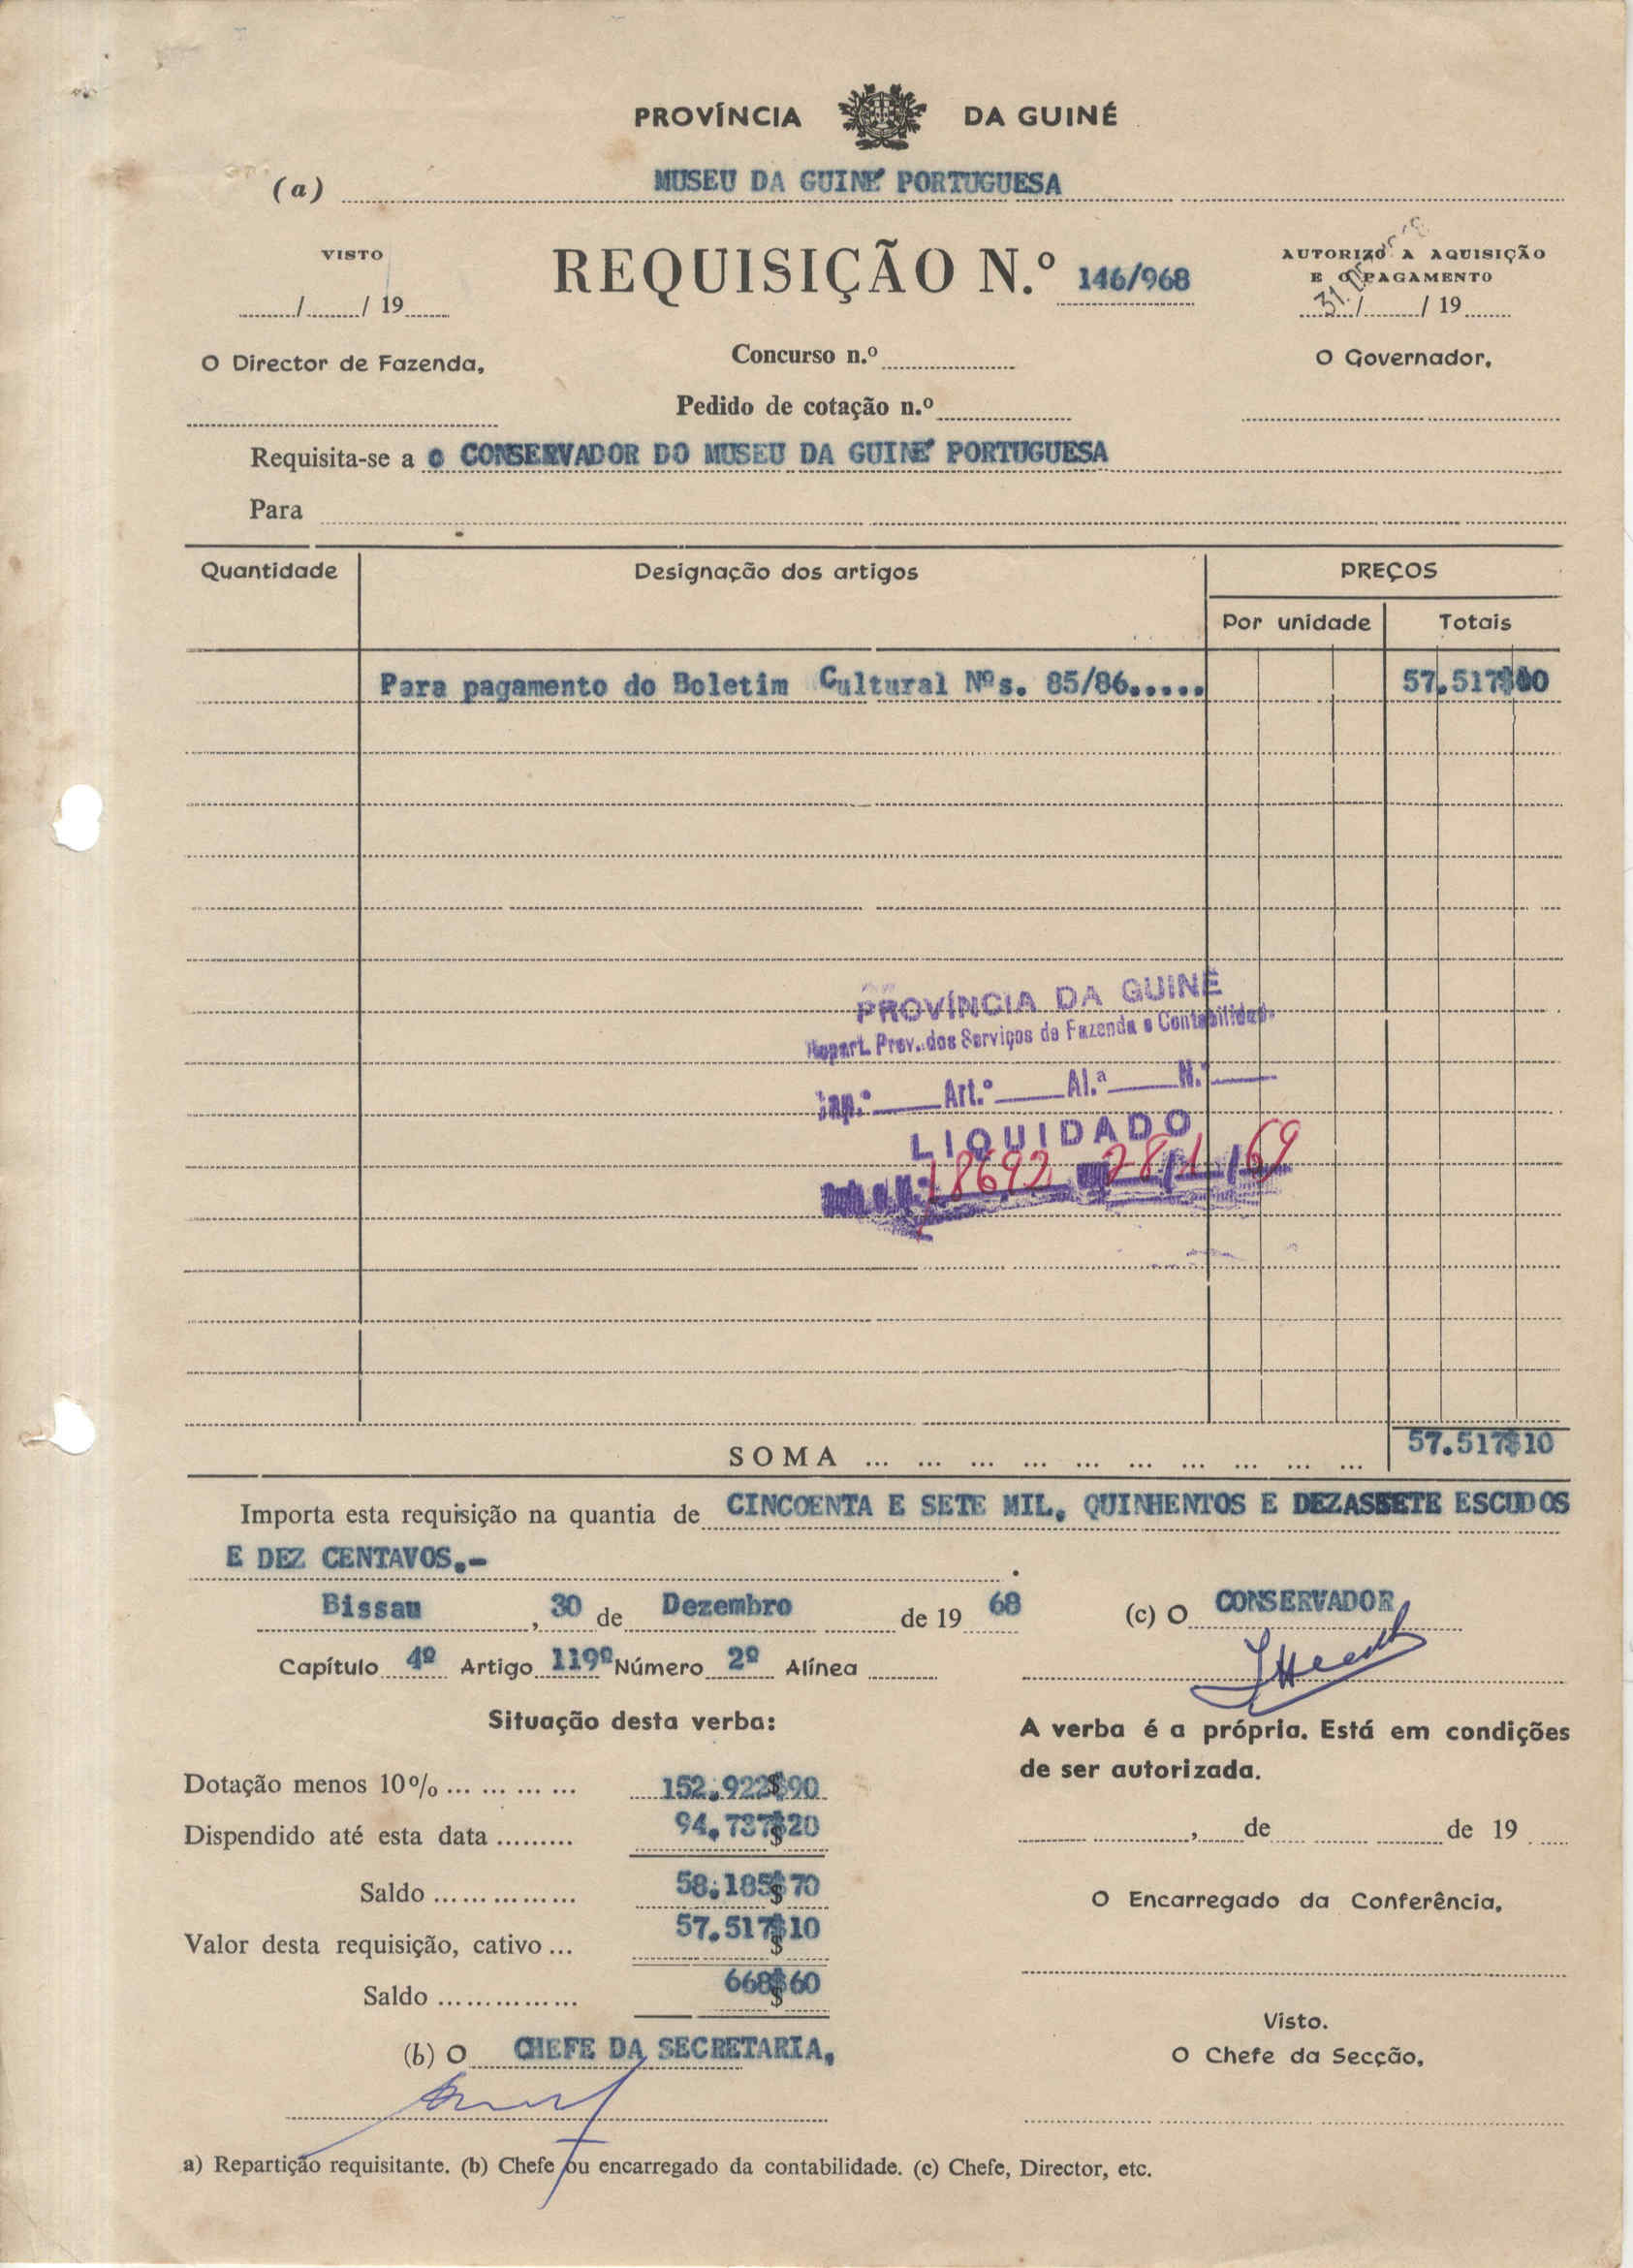 PROVÍNCIA DA GUINÉ
(a) MUSEU DA GUINÉ PORTUGUESA
VISTO
REQUISIÇÃO N.º 146/968
AUTORIZO A AQUISIÇÃO
E O PAGAMENTO
/ / 19
31 / / 19
O Director de Fazenda,
Concurso n.º
O Governador,
Pedido de cotação n.º
Requisita-se a o CONSERVADOR DO MUSEU DA GUINÉ PORTUGUESA
Para
Quantidade Designação dos artigos PREÇOS
Por unidade Totais
Para pagamento do Boletim Cultural Nºs. 85/86..... 57.517$10
PROVÍNCIA DA GUINÉ
Repart. Prov. dos Serviços de Fazenda e Contabilidade
Cap.º Art.º Al.ª N.º
LIQUIDADO
18692 28/1/69
SOMA ... ... ... ... ... ... ... ... ... ... 57.517$10
Importa esta requisição na quantia de CINCOENTA E SETE MIL, QUINHENTOS E DEZASSETE ESCUDOS
E DEZ CENTAVOS.-
Bissau, 30 de Dezembro de 1968
(c) O CONSERVADOR
Capítulo 4º Artigo 119º Número 2º Alínea
Situação desta verba:
A verba é a própria. Está em condições
de ser autorizada.
Dotação menos 10% ... ... ... ... 152.922$90
Dispendido até esta data ......... 94.737$20
, de de 19
Saldo ............... 58.185$70
O Encarregado da Conferência,
Valor desta requisição, cativo ... 57.517$10
Saldo ............... 668$60
Visto.
(b) O CHEFE DA SECRETARIA,
O Chefe da Secção,
a) Repartição requisitante. (b) Chefe ou encarregado da contabilidade. (c) Chefe, Director, etc.